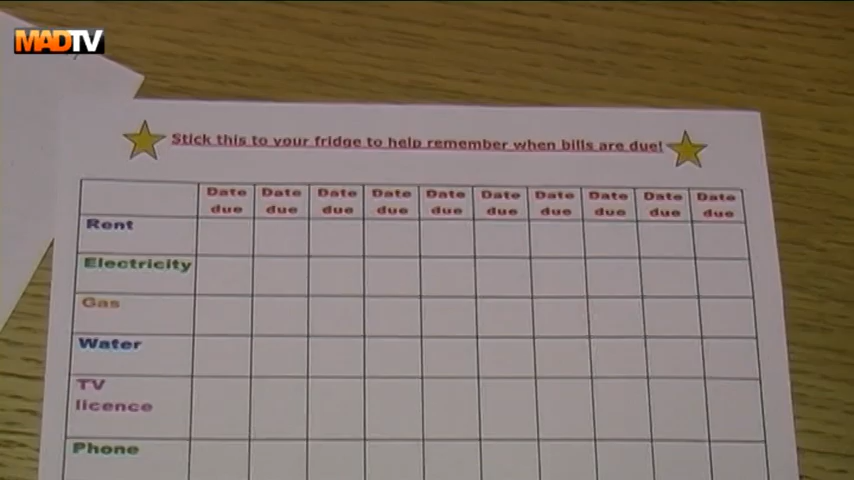 MADTV
Stick this to your fridge to help remember when bills are due!
Date due Date due Date due Date due Date due Date due Date due Date due Date due Date due
Rent
Electricity
Gas
Water
TV
licence
Phone